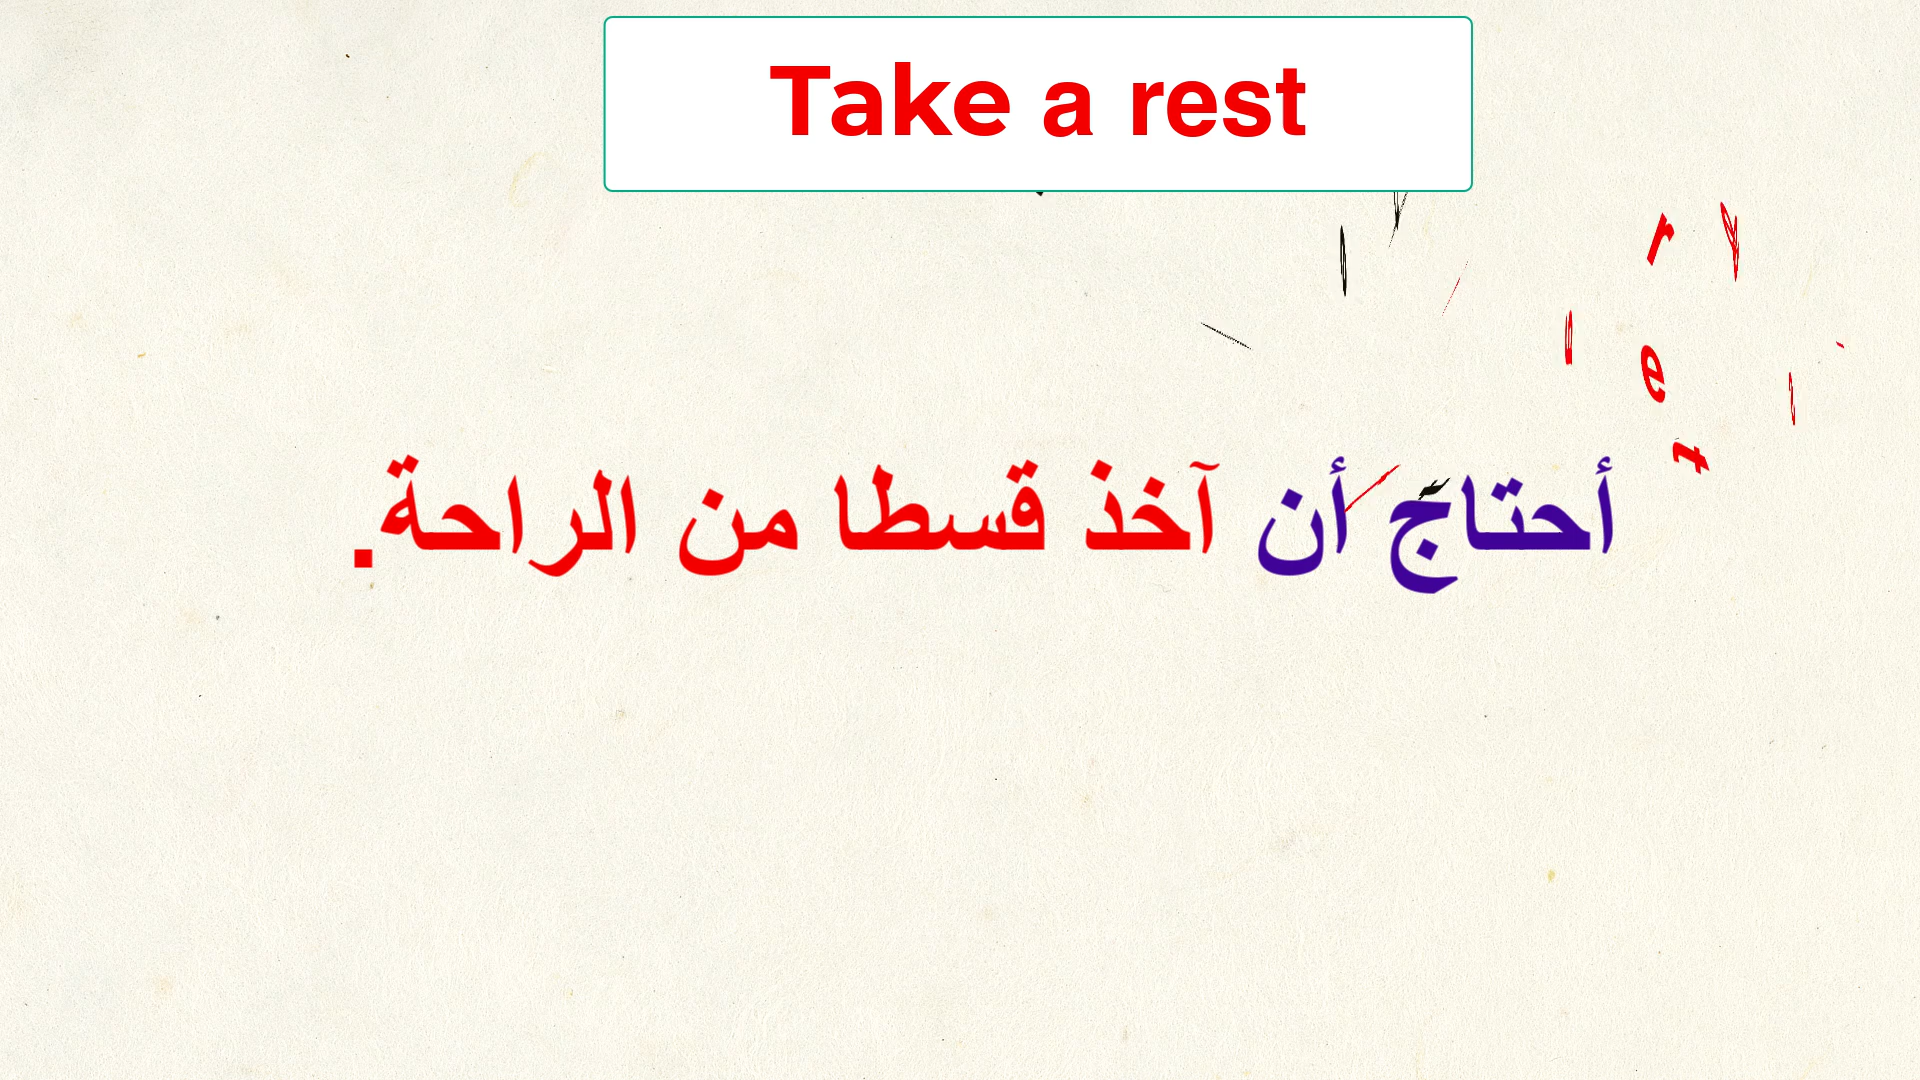 Take a rest
أحتاج أن آخذ قسطا من الراحة.